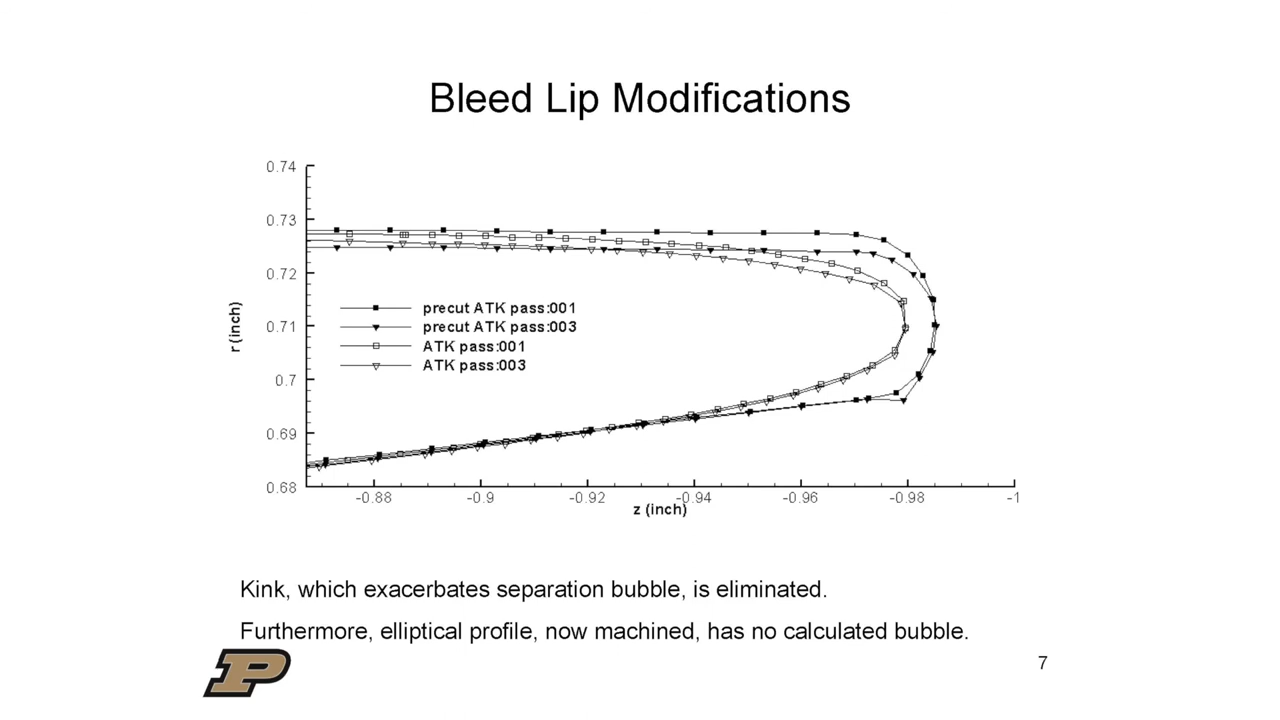 Bleed Lip Modifications
0.74
0.73
0.72
0.71
0.7
0.69
0.68
r (inch)
precut ATK pass:001
precut ATK pass:003
ATK pass:001
ATK pass:003
-0.88 -0.9 -0.92 -0.94 -0.96 -0.98 -1
z (inch)
Kink, which exacerbates separation bubble, is eliminated.
Furthermore, elliptical profile, now machined, has no calculated bubble.
P
7